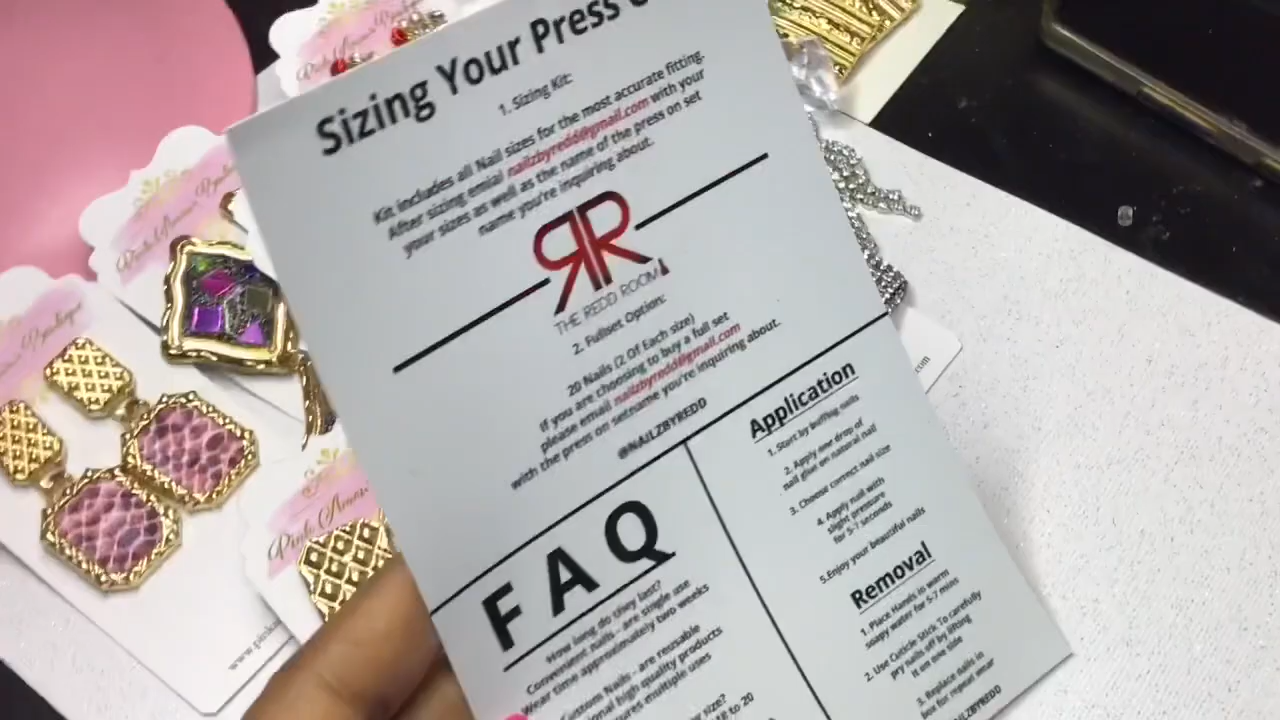 Sizing Your Press
1. Sizing Kit:
Kit includes all Nail sizes for the most accurate fitting.
After sizing emial nailzbyredd@gmail.com with your
your sizes as well as the name of the press on set
name you're inquiring about.
RR
THE REDD ROOM
2. Fullset Option:
20 Nails (2 Of Each size)
if you are choosing to buy a full set
please email nailzbyredd@gmail.com
with the press on setname you're inquiring about.
@NAILZBYREDD
FAQ
How long do they last?
Convenient nails- are single use
Wear time approximately two weeks
Custom Nails - are reusable
high quality products
multiple uses
size?
to 20
Application
1. Start by buffing nails
2. Apply one drop of
nail glue on natural nail
3. Choose correct nail size
4. Apply nail with
slight pressure
for 5-7 seconds
5.Enjoy your beautiful nails
Removal
1. Place Hands in warm
soapy water for 5-7 mins
2. Use Cuticle Stick To carefully
pry nails off by lifting
it on one side
3. Replace nails in
box for repeat wear
NAILZBYREDD